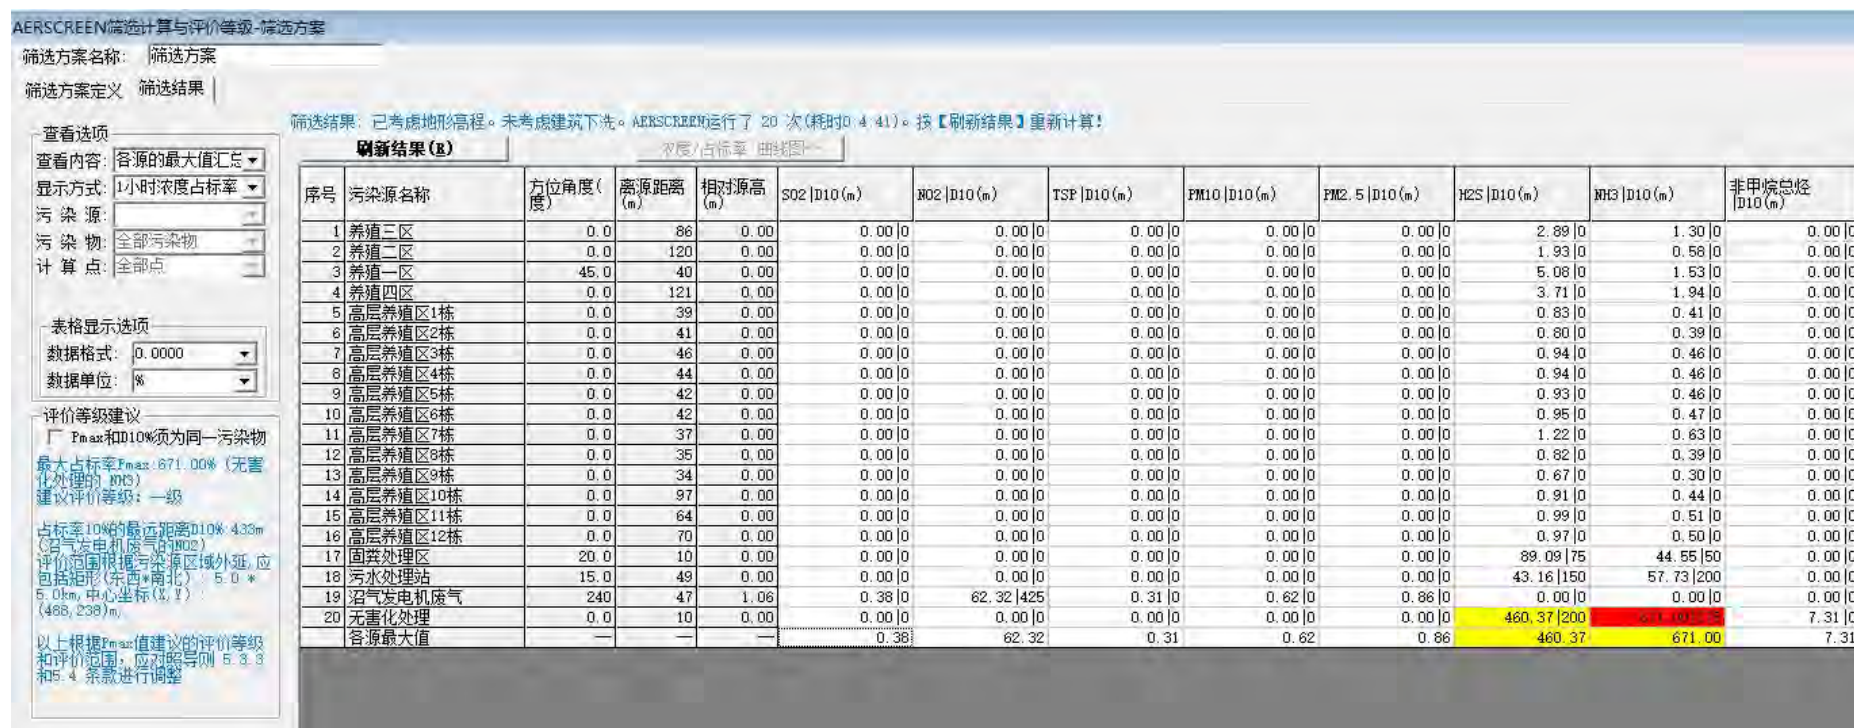 AERSCREEN筛选计算与评价等级-筛选方案
筛选方案名称: 筛选方案
筛选方案定义 筛选结果
筛选结果: 已考虑地形高程。未考虑建筑下洗。AERSCREEN运行了 20 次(耗时0:4:41)。按【刷新结果】重新计算!
刷新结果(R) 浓度/占标率 曲线图…
查看选项
查看内容: 各源的最大值汇总
显示方式: 1小时浓度占标率
污 染 源:
污 染 物: 全部污染物
计 算 点: 全部点
表格显示选项
数据格式: 0.0000
数据单位: %
评价等级建议
Pmax和D10%须为同一污染物
最大占标率Pmax:671.00% (无害
化处理的 NH3)
建议评价等级: 一级
占标率10%的最远距离D10%:433m
(沼气发电机废气的NO2)
评价范围根据污染源区域外延,应
包括矩形(东西*南北): 5.0 *
5.0km,中心坐标(X,Y):
(488,238)m.
以上根据Pmax值建议的评价等级
和评价范围, 应对照导则 5.3.3
和5.4 条款进行调整
序号 污染源名称 方位角度(度) 离源距离(m) 相对源高(m) SO2|D10(m) NO2|D10(m) TSP|D10(m) PM10|D10(m) PM2.5|D10(m) H2S|D10(m) NH3|D10(m) 非甲烷总烃|D10(m)
1 养殖三区 0.0 86 0.00 0.00|0 0.00|0 0.00|0 0.00|0 0.00|0 2.89|0 1.30|0 0.00|0
2 养殖二区 0.0 120 0.00 0.00|0 0.00|0 0.00|0 0.00|0 0.00|0 1.93|0 0.58|0 0.00|0
3 养殖一区 45.0 40 0.00 0.00|0 0.00|0 0.00|0 0.00|0 0.00|0 5.08|0 1.53|0 0.00|0
4 养殖四区 0.0 121 0.00 0.00|0 0.00|0 0.00|0 0.00|0 0.00|0 3.71|0 1.94|0 0.00|0
5 高层养殖区1栋 0.0 39 0.00 0.00|0 0.00|0 0.00|0 0.00|0 0.00|0 0.83|0 0.41|0 0.00|0
6 高层养殖区2栋 0.0 41 0.00 0.00|0 0.00|0 0.00|0 0.00|0 0.00|0 0.80|0 0.39|0 0.00|0
7 高层养殖区3栋 0.0 46 0.00 0.00|0 0.00|0 0.00|0 0.00|0 0.00|0 0.94|0 0.46|0 0.00|0
8 高层养殖区4栋 0.0 44 0.00 0.00|0 0.00|0 0.00|0 0.00|0 0.00|0 0.94|0 0.46|0 0.00|0
9 高层养殖区5栋 0.0 42 0.00 0.00|0 0.00|0 0.00|0 0.00|0 0.00|0 0.93|0 0.46|0 0.00|0
10 高层养殖区6栋 0.0 42 0.00 0.00|0 0.00|0 0.00|0 0.00|0 0.00|0 0.95|0 0.47|0 0.00|0
11 高层养殖区7栋 0.0 37 0.00 0.00|0 0.00|0 0.00|0 0.00|0 0.00|0 1.22|0 0.63|0 0.00|0
12 高层养殖区8栋 0.0 35 0.00 0.00|0 0.00|0 0.00|0 0.00|0 0.00|0 0.82|0 0.39|0 0.00|0
13 高层养殖区9栋 0.0 34 0.00 0.00|0 0.00|0 0.00|0 0.00|0 0.00|0 0.67|0 0.30|0 0.00|0
14 高层养殖区10栋 0.0 97 0.00 0.00|0 0.00|0 0.00|0 0.00|0 0.00|0 0.91|0 0.44|0 0.00|0
15 高层养殖区11栋 0.0 64 0.00 0.00|0 0.00|0 0.00|0 0.00|0 0.00|0 0.99|0 0.51|0 0.00|0
16 高层养殖区12栋 0.0 70 0.00 0.00|0 0.00|0 0.00|0 0.00|0 0.00|0 0.97|0 0.50|0 0.00|0
17 固粪处理区 20.0 10 0.00 0.00|0 0.00|0 0.00|0 0.00|0 0.00|0 89.09|75 44.55|50 0.00|0
18 污水处理站 15.0 49 0.00 0.00|0 0.00|0 0.00|0 0.00|0 0.00|0 43.16|150 57.73|200 0.00|0
19 沼气发电机废气 240 47 1.06 0.38|0 62.32|425 0.31|0 0.62|0 0.86|0 0.00|0 0.00|0 0.00|0
20 无害化处理 0.0 10 0.00 0.00|0 0.00|0 0.00|0 0.00|0 0.00|0 460.37|200 7.31|0
各源最大值 — — — 0.38 62.32 0.31 0.62 0.86 460.37 671.00 7.31